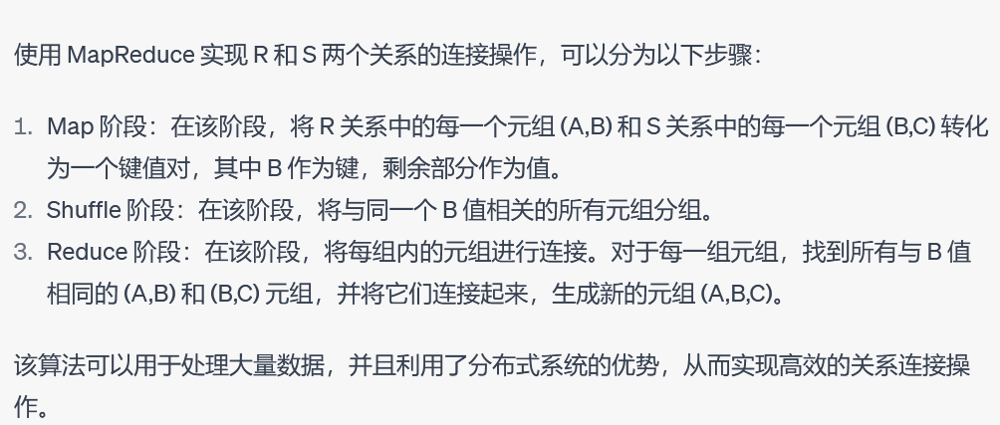 使用 MapReduce 实现 R 和 S 两个关系的连接操作，可以分为以下步骤：
1. Map 阶段：在该阶段，将 R 关系中的每一个元组 (A,B) 和 S 关系中的每一个元组 (B,C) 转化
为一个键值对，其中 B 作为键，剩余部分作为值。
2. Shuffle 阶段：在该阶段，将与同一个 B 值相关的所有元组分组。
3. Reduce 阶段：在该阶段，将每组内的元组进行连接。对于每一组元组，找到所有与 B 值
相同的 (A,B) 和 (B,C) 元组，并将它们连接起来，生成新的元组 (A,B,C)。
该算法可以用于处理大量数据，并且利用了分布式系统的优势，从而实现高效的关系连接操
作。